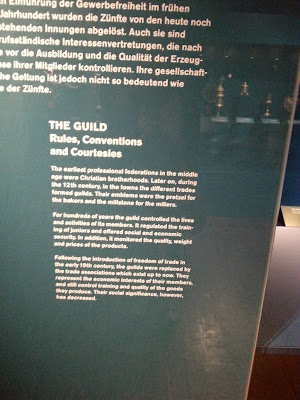 Einführung der Gewerbefreiheit im frühen
Jahrhundert wurden die Zünfte von den heute noch
stehenden Innungen abgelöst. Auch sie sind
rufsständische Interessenvertretungen, die nach
e vor die Ausbildung und die Qualität der Erzeug-
sse ihrer Mitglieder kontrollieren. Ihre gesellschaft-
che Geltung ist jedoch nicht so bedeutend wie
e der Zünfte.
THE GUILD
Rules, Conventions
and Courtesies
The earliest professional federations in the middle
age were Christian brotherhoods. Later on, during
the 12th century, in the towns the different trades
formed guilds. Their emblems were the pretzel for
the bakers and the millstone for the millers.
For hundreds of years the guild controlled the lives
and activities of its members. It regulated the train-
ing of juniors and offered social and economic
security. In addition, it monitored the quality, weight
and prices of the products.
Following the introduction of freedom of trade in
the early 19th century, the guilds were replaced by
the trade associations which exist up to now. They
represent the economic interests of their members,
and still control training and quality of the goods
they produce. Their social significance, however,
has decreased.